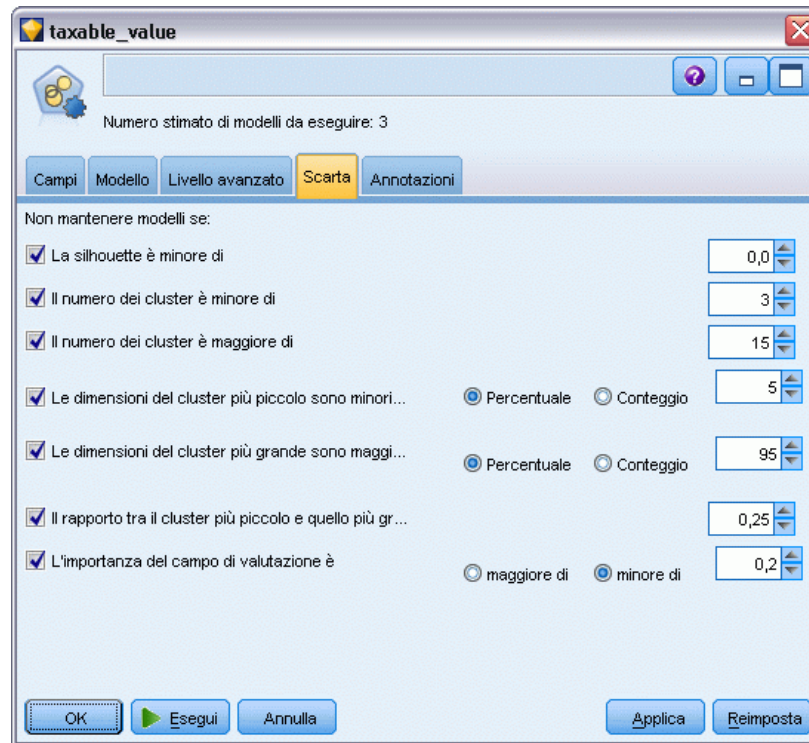 taxable_value
Numero stimato di modelli da eseguire: 3
Campi Modello Livello avanzato Scarta Annotazioni
Non mantenere modelli se:
La silhouette è minore di 0,0
Il numero dei cluster è minore di 3
Il numero dei cluster è maggiore di 15
Le dimensioni del cluster più piccolo sono minori... Percentuale Conteggio 5
Le dimensioni del cluster più grande sono maggi... Percentuale Conteggio 95
Il rapporto tra il cluster più piccolo e quello più gr... 0,25
L'importanza del campo di valutazione è maggiore di minore di 0,2
OK Esegui Annulla Applica Reimposta